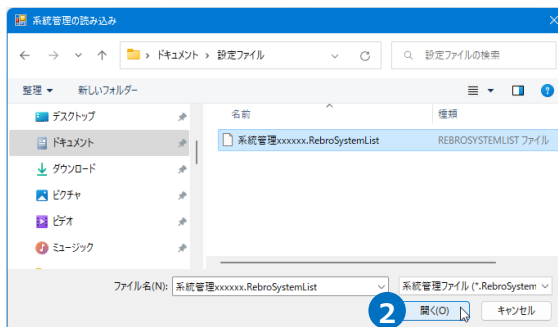 系統管理の読み込み
ドキュメント › 設定ファイル
設定ファイルの検索
整理 新しいフォルダー
デスクトップ
ドキュメント
ダウンロード
ピクチャ
ビデオ
ミュージック
名前 種類
系統管理xxxxxx.RebroSystemList REBROSYSTEMLIST ファイル
ファイル名(N): 系統管理xxxxxx.RebroSystemList 系統管理ファイル (*.RebroSystem
2 開く(O) キャンセル